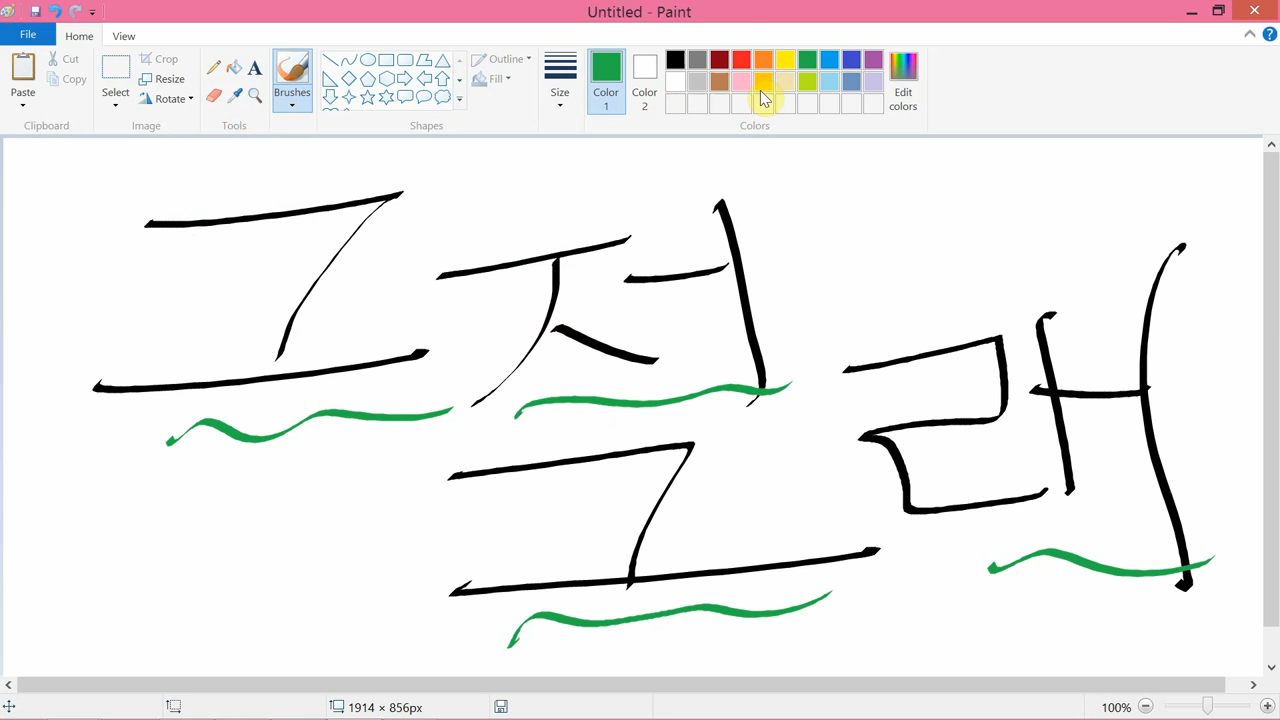 Untitled - Paint
File Home View
Paste
Cut
Copy
Clipboard
Select
Crop
Resize
Rotate
Image
Tools
Brushes
Outline
Fill
Shapes
Size
Color 1
Color 2
Edit colors
Colors
그저
그래
1914 × 856px
100%